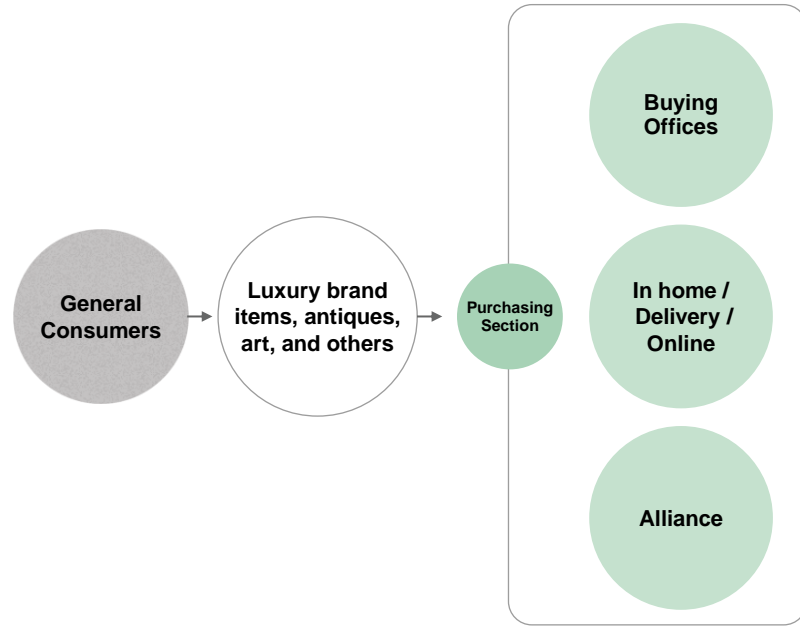 General
Consumers
Luxury brand
items, antiques,
art, and others
Purchasing
Section
Buying
Offices
In home /
Delivery /
Online
Alliance